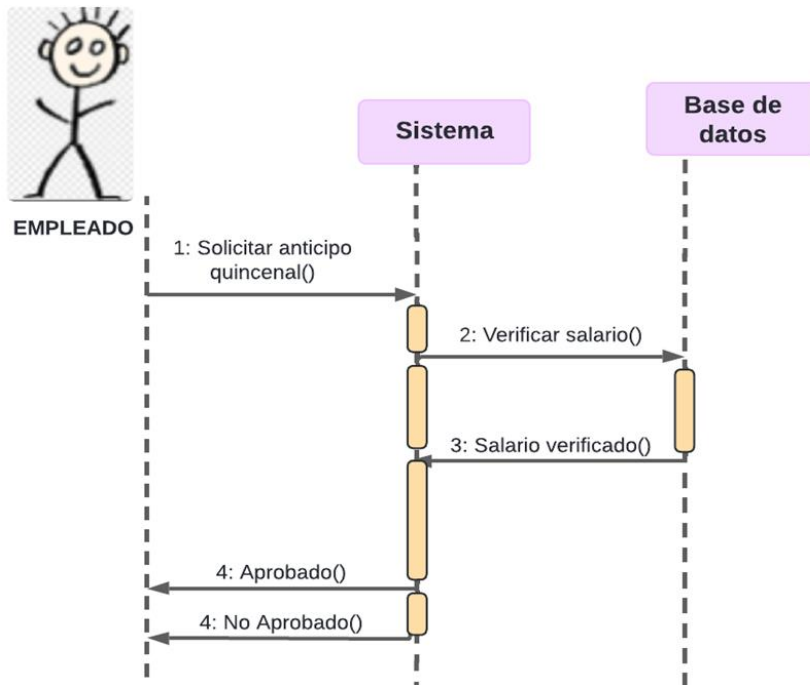 Sistema
Base de
datos
EMPLEADO
1: Solicitar anticipo
quincenal()
2: Verificar salario()
3: Salario verificado()
4: Aprobado()
4: No Aprobado()